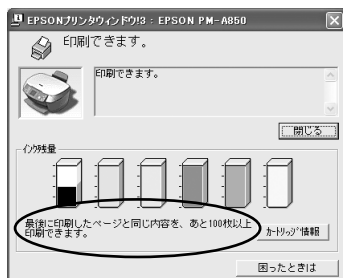 EPSONプリンタウィンドウ!3 : EPSON PM-A850
印刷できます。
印刷できます。
閉じる
インク残量
最後に印刷したページと同じ内容を、あと100枚以上
印刷できます。
カートリッジ情報
困ったときは